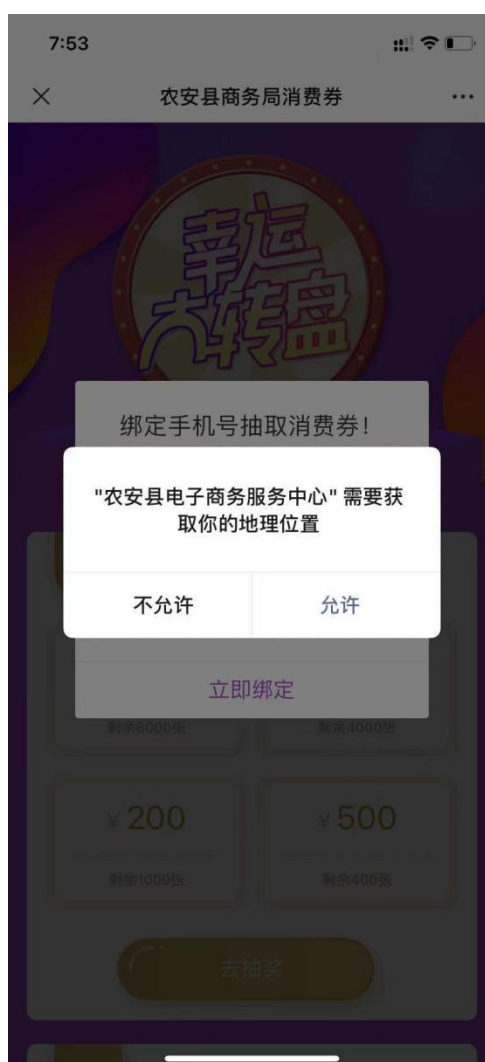 7:53
农安县商务局消费券
幸运
大转盘
绑定手机号抽取消费券！
"农安县电子商务服务中心" 需要获
取你的地理位置
不允许 允许
立即绑定
剩余8000张 剩余4000张
¥200 ¥500
剩余1000张 剩余400张
去抽奖